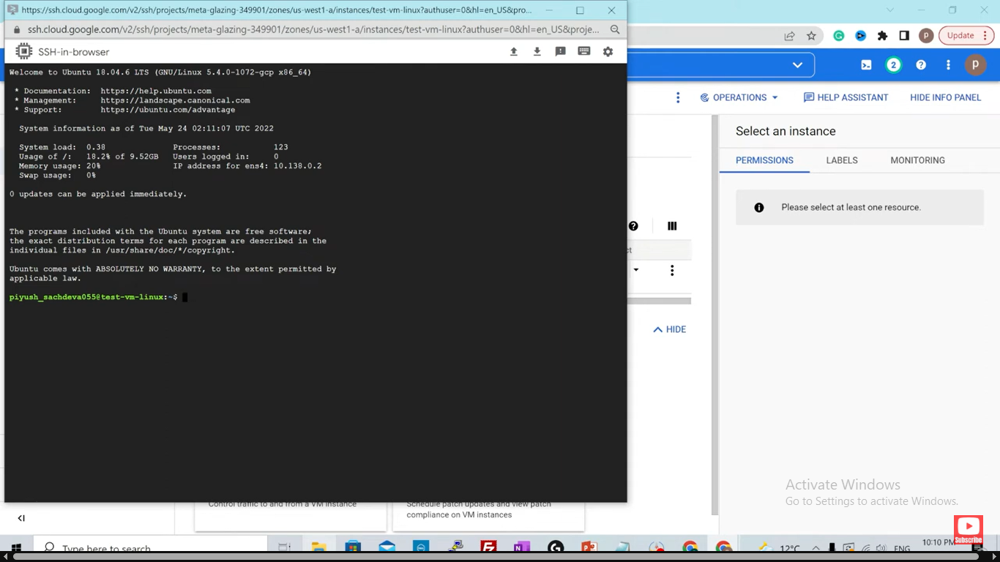 https://ssh.cloud.google.com/v2/ssh/projects/meta-glazing-349901/zones/us-west1-a/instances/test-vm-linux?authuser=0&hl=en_US&pro...
ssh.cloud.google.com/v2/ssh/projects/meta-glazing-349901/zones/us-west1-a/instances/test-vm-linux?authuser=0&hl=en_US&proje...
SSH-in-browser
Welcome to Ubuntu 18.04.6 LTS (GNU/Linux 5.4.0-1072-gcp x86_64)
* Documentation: https://help.ubuntu.com
* Management: https://landscape.canonical.com
* Support: https://ubuntu.com/advantage
System information as of Tue May 24 02:11:07 UTC 2022
System load: 0.38 Processes: 123
Usage of /: 18.2% of 9.52GB Users logged in: 0
Memory usage: 20% IP address for ens4: 10.138.0.2
Swap usage: 0%
0 updates can be applied immediately.
The programs included with the Ubuntu system are free software;
the exact distribution terms for each program are described in the
individual files in /usr/share/doc/*/copyright.
Ubuntu comes with ABSOLUTELY NO WARRANTY, to the extent permitted by
applicable law.
piyush_sachdeva055@test-vm-linux:~$
p Update
2 p
OPERATIONS HELP ASSISTANT HIDE INFO PANEL
Select an instance
PERMISSIONS LABELS MONITORING
Please select at least one resource.
ct
HIDE
Control traffic to and from a VM instance
Schedule patch updates and view patch
compliance on VM instances
Activate Windows
Go to Settings to activate Windows.
Subscribe
Type here to search
12°C ENG 10:10 PM